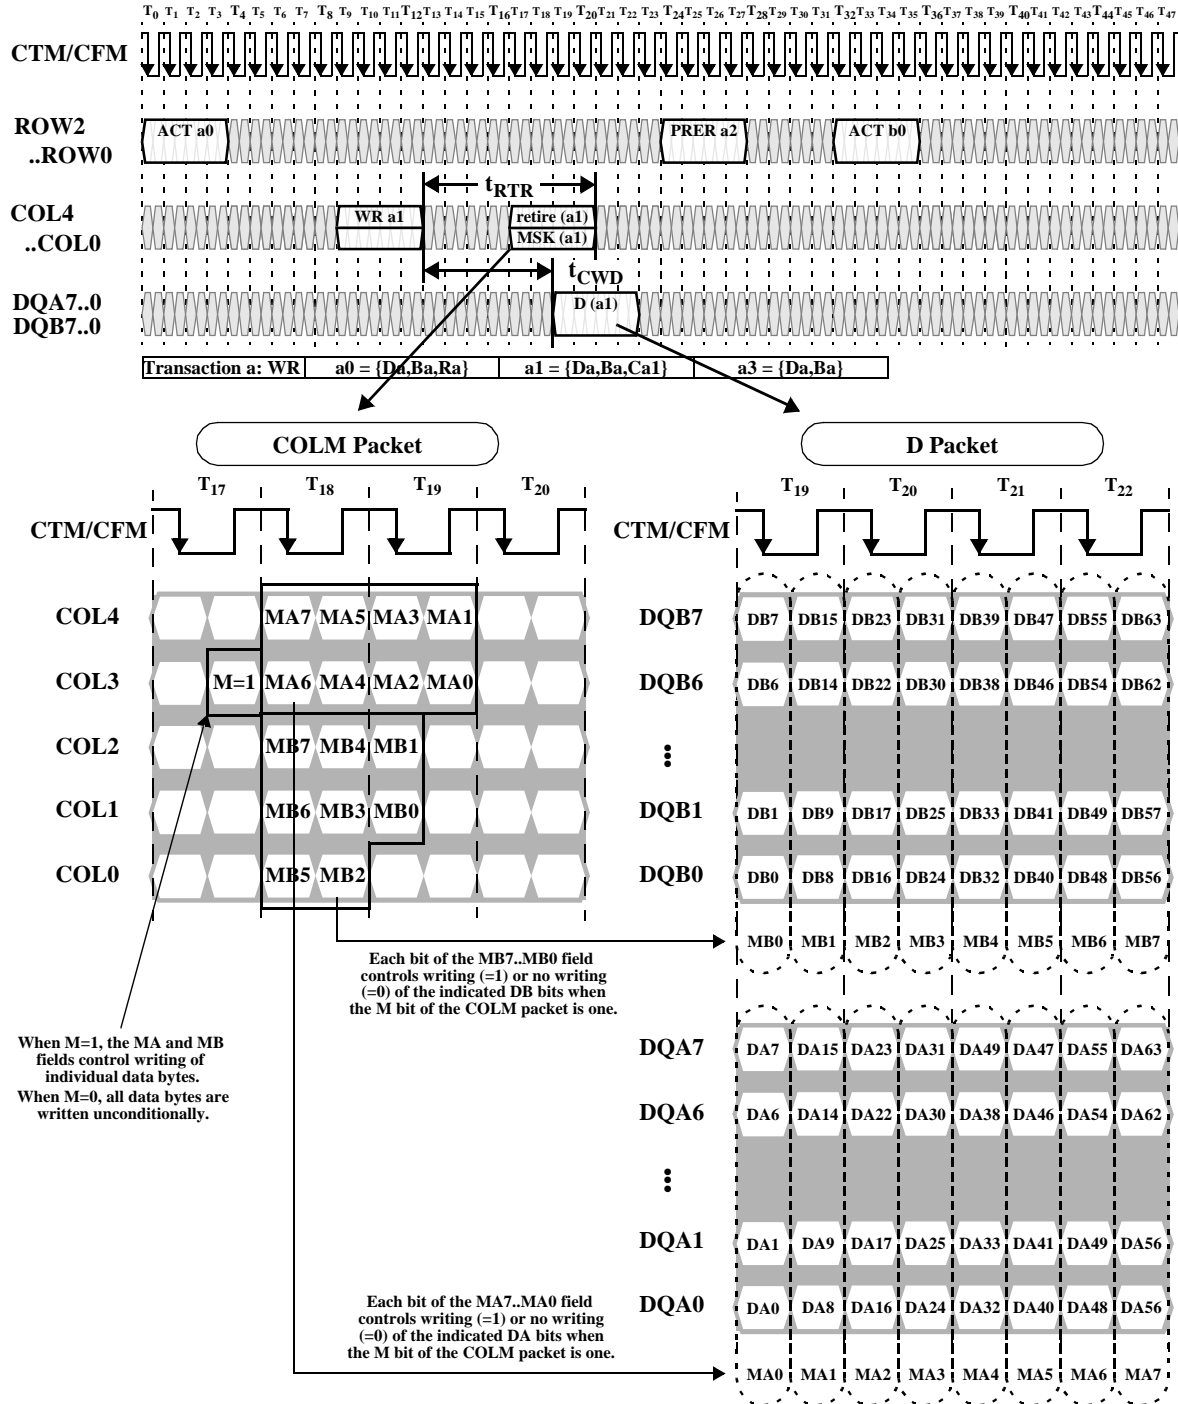 T0 T1 T2 T3 T4 T5 T6 T7 T8 T9 T10 T11 T12 T13 T14 T15 T16 T17 T18 T19 T20 T21 T22 T23 T24 T25 T26 T27 T28 T29 T30 T31 T32 T33 T34 T35 T36 T37 T38 T39 T40 T41 T42 T43 T44 T45 T46 T47
CTM/CFM
ROW2
..ROW0
ACT a0 PRER a2 ACT b0
tRTR
COL4
..COL0
WR a1 retire (a1)
MSK (a1)
tCWD
DQA7..0
DQB7..0
D (a1)
Transaction a: WR a0 = {Da,Ba,Ra} a1 = {Da,Ba,Ca1} a3 = {Da,Ba}
COLM Packet
T17 T18 T19 T20
CTM/CFM
COL4 MA7 MA5 MA3 MA1
COL3 M=1 MA6 MA4 MA2 MA0
COL2 MB7 MB4 MB1
COL1 MB6 MB3 MB0
COL0 MB5 MB2
When M=1, the MA and MB
fields control writing of
individual data bytes.
When M=0, all data bytes are
written unconditionally.
Each bit of the MB7..MB0 field
controls writing (=1) or no writing
(=0) of the indicated DB bits when
the M bit of the COLM packet is one.
Each bit of the MA7..MA0 field
controls writing (=1) or no writing
(=0) of the indicated DA bits when
the M bit of the COLM packet is one.
D Packet
T19 T20 T21 T22
CTM/CFM
DQB7 DB7 DB15 DB23 DB31 DB39 DB47 DB55 DB63
DQB6 DB6 DB14 DB22 DB30 DB38 DB46 DB54 DB62
DQB1 DB1 DB9 DB17 DB25 DB33 DB41 DB49 DB57
DQB0 DB0 DB8 DB16 DB24 DB32 DB40 DB48 DB56
MB0 MB1 MB2 MB3 MB4 MB5 MB6 MB7
DQA7 DA7 DA15 DA23 DA31 DA49 DA47 DA55 DA63
DQA6 DA6 DA14 DA22 DA30 DA38 DA46 DA54 DA62
DQA1 DA1 DA9 DA17 DA25 DA33 DA41 DA49 DA56
DQA0 DA0 DA8 DA16 DA24 DA32 DA40 DA48 DA56
MA0 MA1 MA2 MA3 MA4 MA5 MA6 MA7